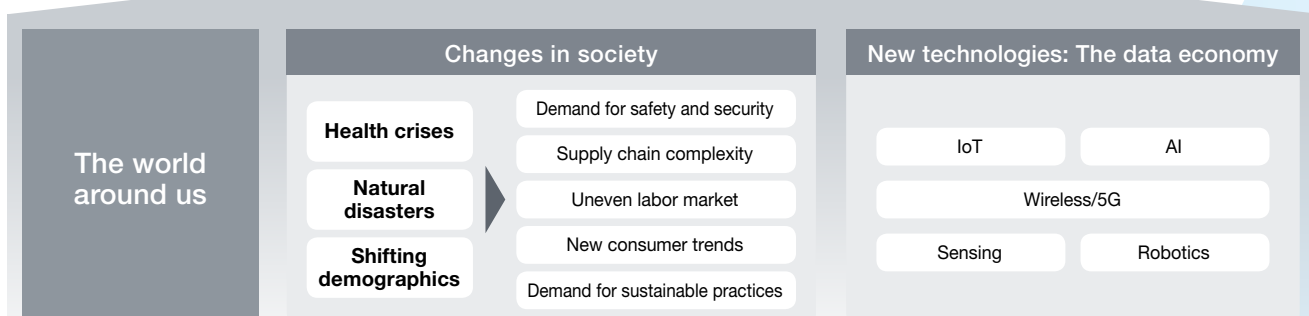 The world
around us
Changes in society
Health crises
Natural
disasters
Shifting
demographics
Demand for safety and security
Supply chain complexity
Uneven labor market
New consumer trends
Demand for sustainable practices
New technologies: The data economy
IoT
AI
Wireless/5G
Sensing
Robotics